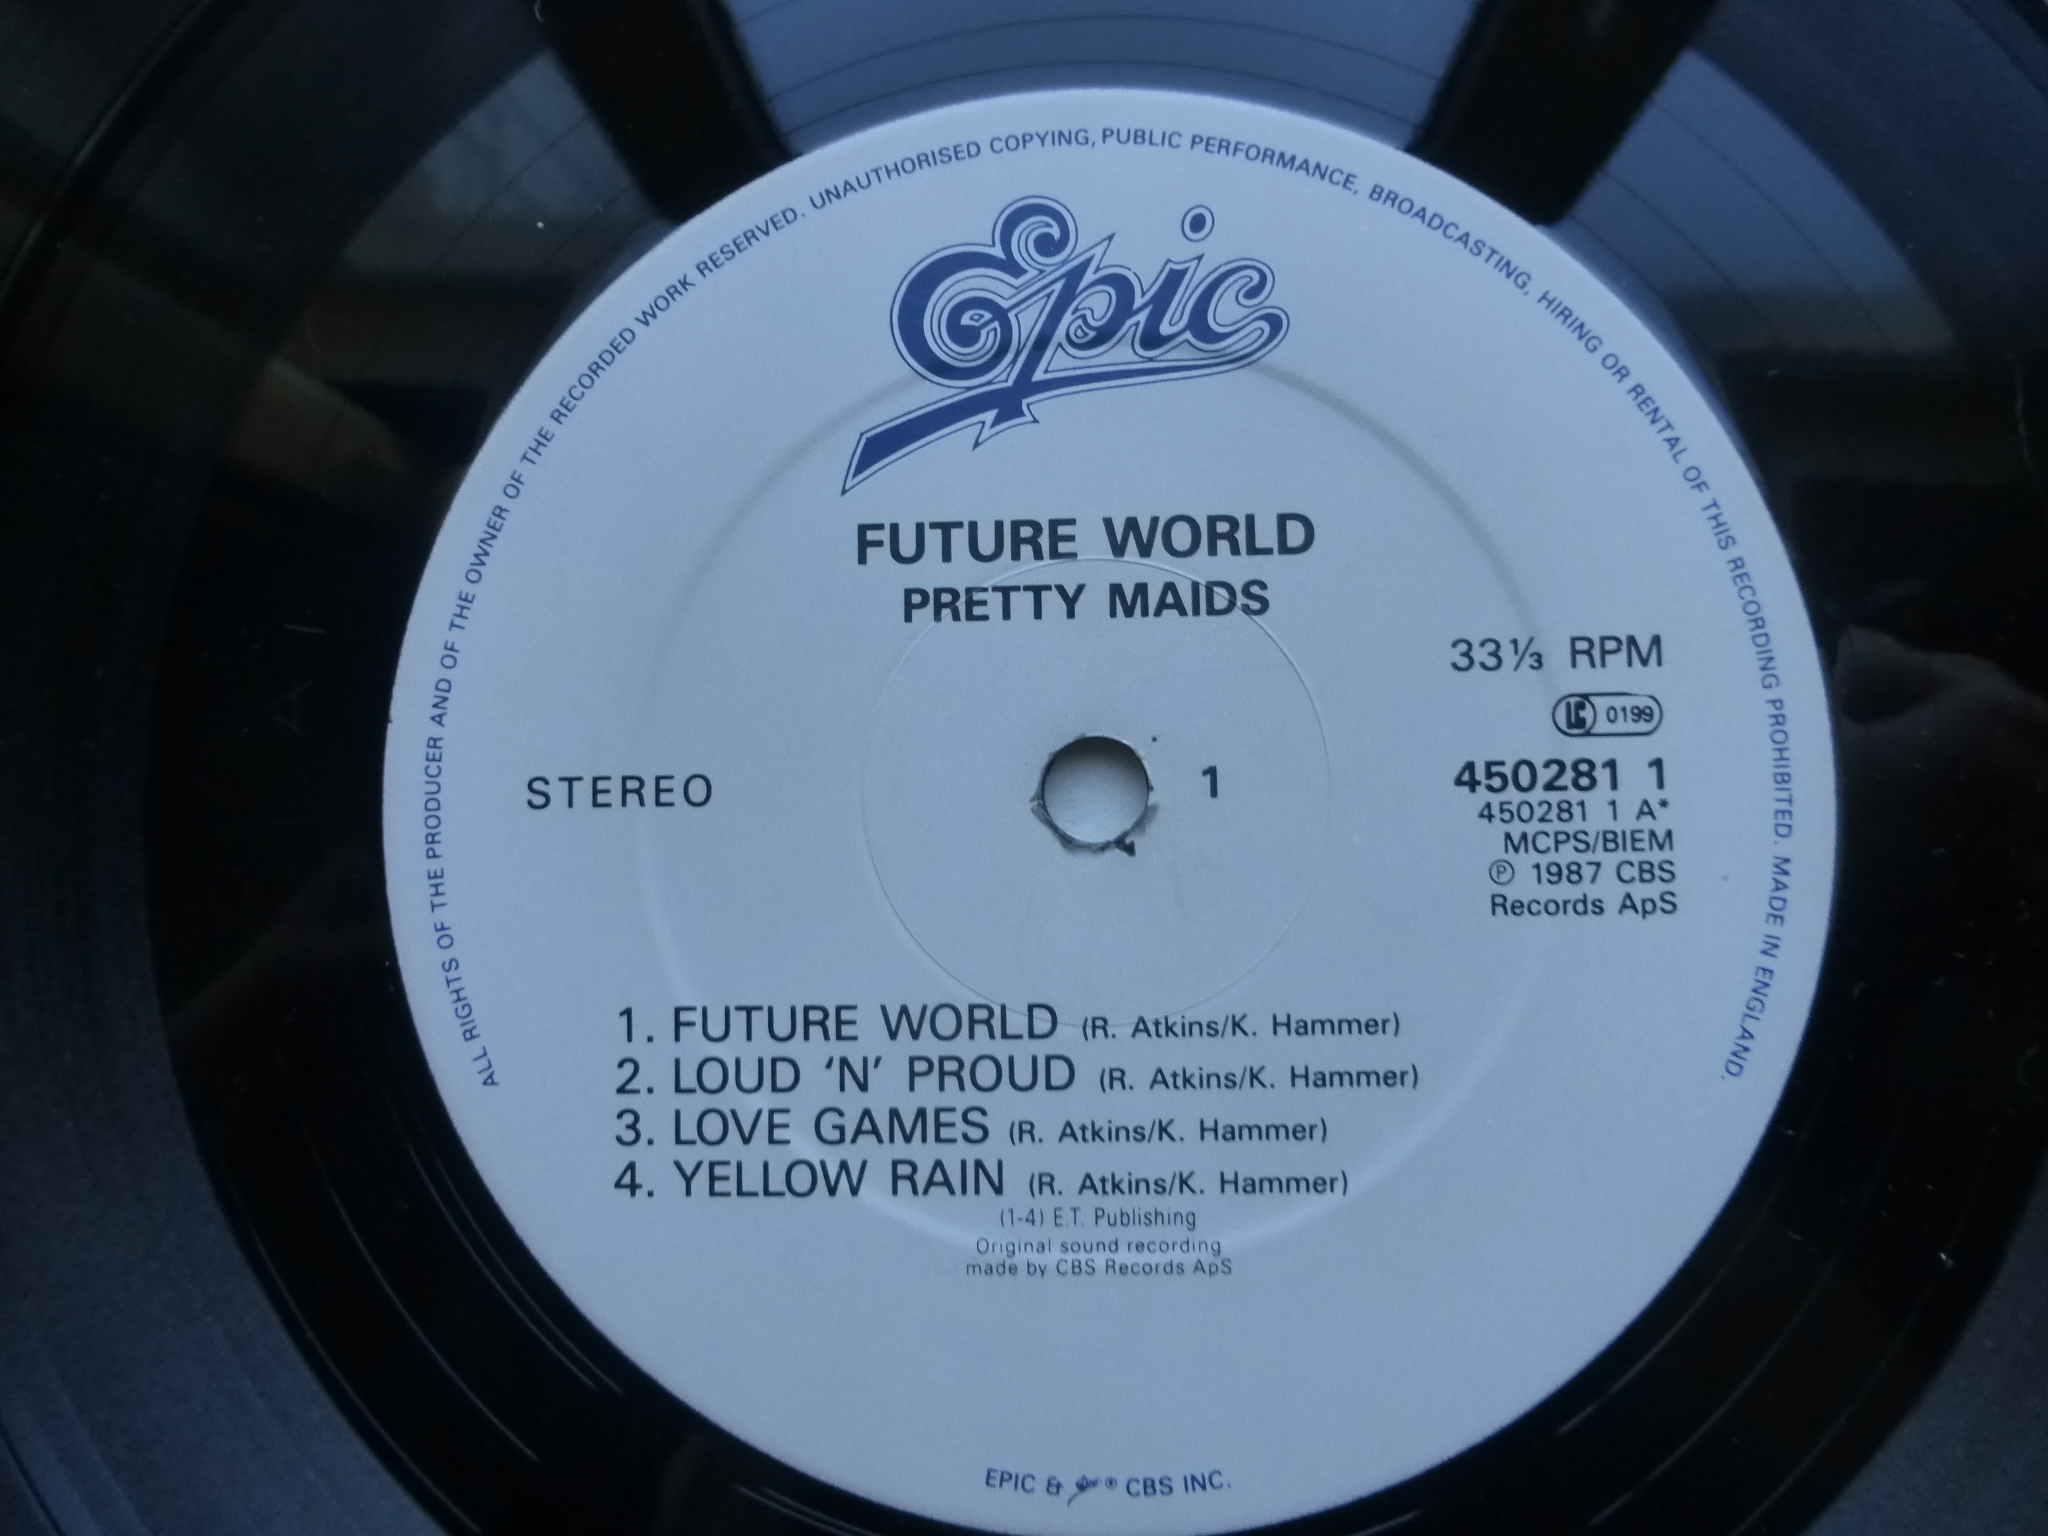 ALL RIGHTS OF THE PRODUCER AND OF THE OWNER OF THE RECORDED WORK RESERVED. UNAUTHORISED COPYING, PUBLIC PERFORMANCE, BROADCASTING, HIRING OR RENTAL OF THIS RECORDING PROHIBITED. MADE IN ENGLAND.
Epic
FUTURE WORLD
PRETTY MAIDS
33⅓ RPM
LC 0199
STEREO
1
450281 1
450281 1 A*
MCPS/BIEM
℗ 1987 CBS
Records ApS
1. FUTURE WORLD (R. Atkins/K. Hammer)
2. LOUD 'N' PROUD (R. Atkins/K. Hammer)
3. LOVE GAMES (R. Atkins/K. Hammer)
4. YELLOW RAIN (R. Atkins/K. Hammer)
(1-4) E.T. Publishing
Original sound recording
made by CBS Records ApS
EPIC & CBS INC.